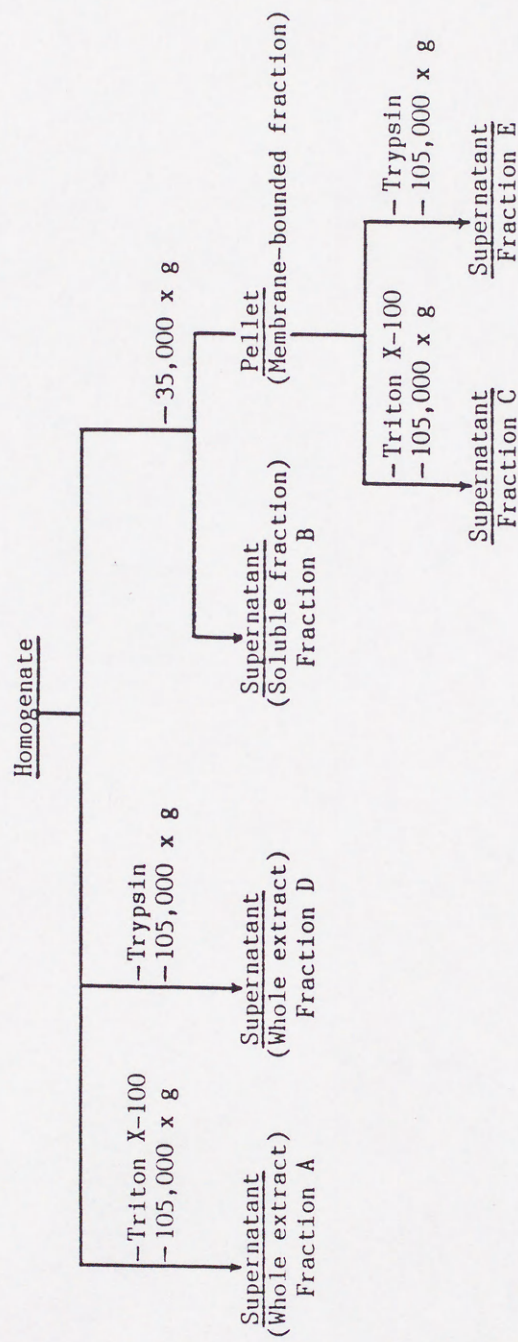 Homogenate
-Triton X-100
-105,000 x g
-Trypsin
-105,000 x g
-35,000 x g
Supernatant
(Whole extract)
Fraction A
Supernatant
(Whole extract)
Fraction D
Supernatant
(Soluble fraction)
Fraction B
Pellet
(Membrane-bounded fraction)
-Triton X-100
-105,000 x g
-Trypsin
-105,000 x g
Supernatant
Fraction C
Supernatant
Fraction E